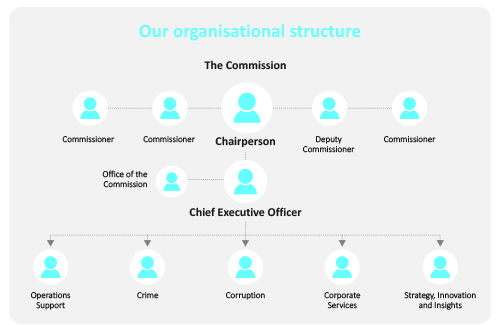 Our organisational structure
The Commission
Commissioner
Commissioner
Chairperson
Deputy
Commissioner
Commissioner
Office of the
Commission
Chief Executive Officer
Operations
Support
Crime
Corruption
Corporate
Services
Strategy, Innovation
and Insights